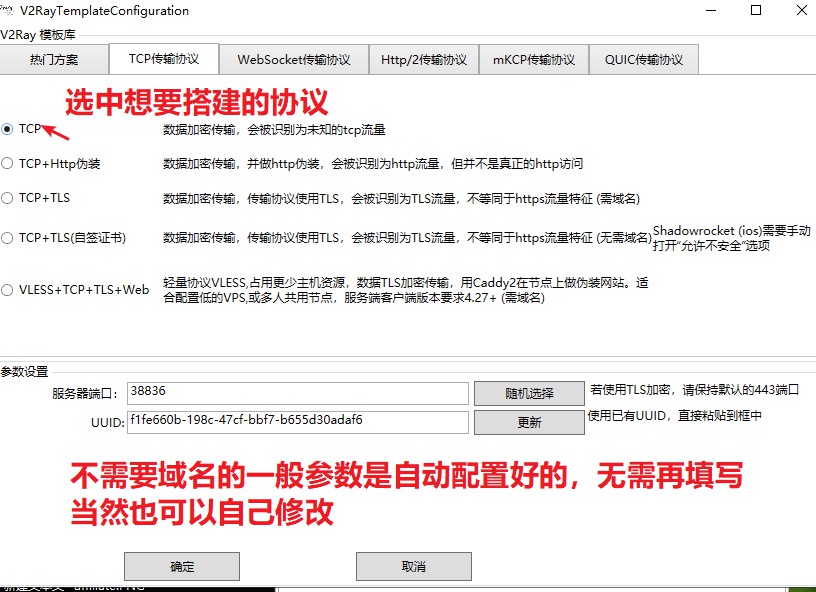 V2RayTemplateConfiguration
V2Ray 模板库
热门方案 TCP传输协议 WebSocket传输协议 Http/2传输协议 mKCP传输协议 QUIC传输协议
选中想要搭建的协议
TCP 数据加密传输，会被识别为未知的tcp流量
TCP+Http伪装 数据加密传输，并做http伪装，会被识别为http流量，但并不是真正的http访问
TCP+TLS 数据加密传输，传输协议使用TLS，会被识别为TLS流量，不等同于https流量特征 (需域名)
TCP+TLS(自签证书) 数据加密传输，传输协议使用TLS，会被识别为TLS流量，不等同于https流量特征 (无需域名)
Shadowrocket (ios)需要手动
打开“允许不安全”选项
VLESS+TCP+TLS+Web
轻量协议VLESS,占用更少主机资源，数据TLS加密传输，用Caddy2在节点上做伪装网站。适
合配置低的VPS,或多人共用节点，服务端客户端版本要求4.27+ (需域名)
参数设置
服务器端口： 38836 随机选择 若使用TLS加密，请保持默认的443端口
UUID: f1fe660b-198c-47cf-bbf7-b655d30adaf6 更新 使用已有UUID，直接粘贴到框中
不需要域名的一般参数是自动配置好的，无需再填写
当然也可以自己修改
确定 取消